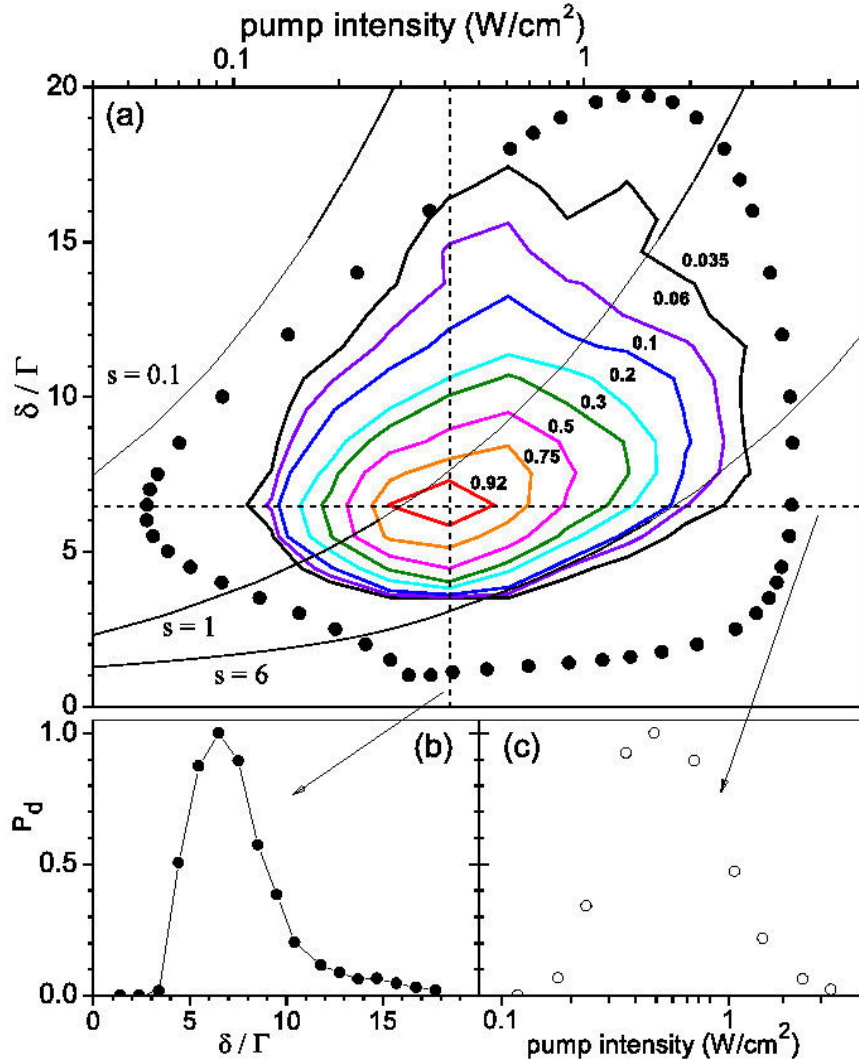 pump intensity (W/cm²)
0.1 1
20
(a)
15
0.035
0.06
δ / Γ
10
0.1
0.2
s = 0.1
0.3
0.5
0.75
0.92
5
s = 1
s = 6
0
1.0
(b)
(c)
P_d
0.5
0.0
0 5 10 15
0.1 1
δ / Γ
pump intensity (W/cm²)